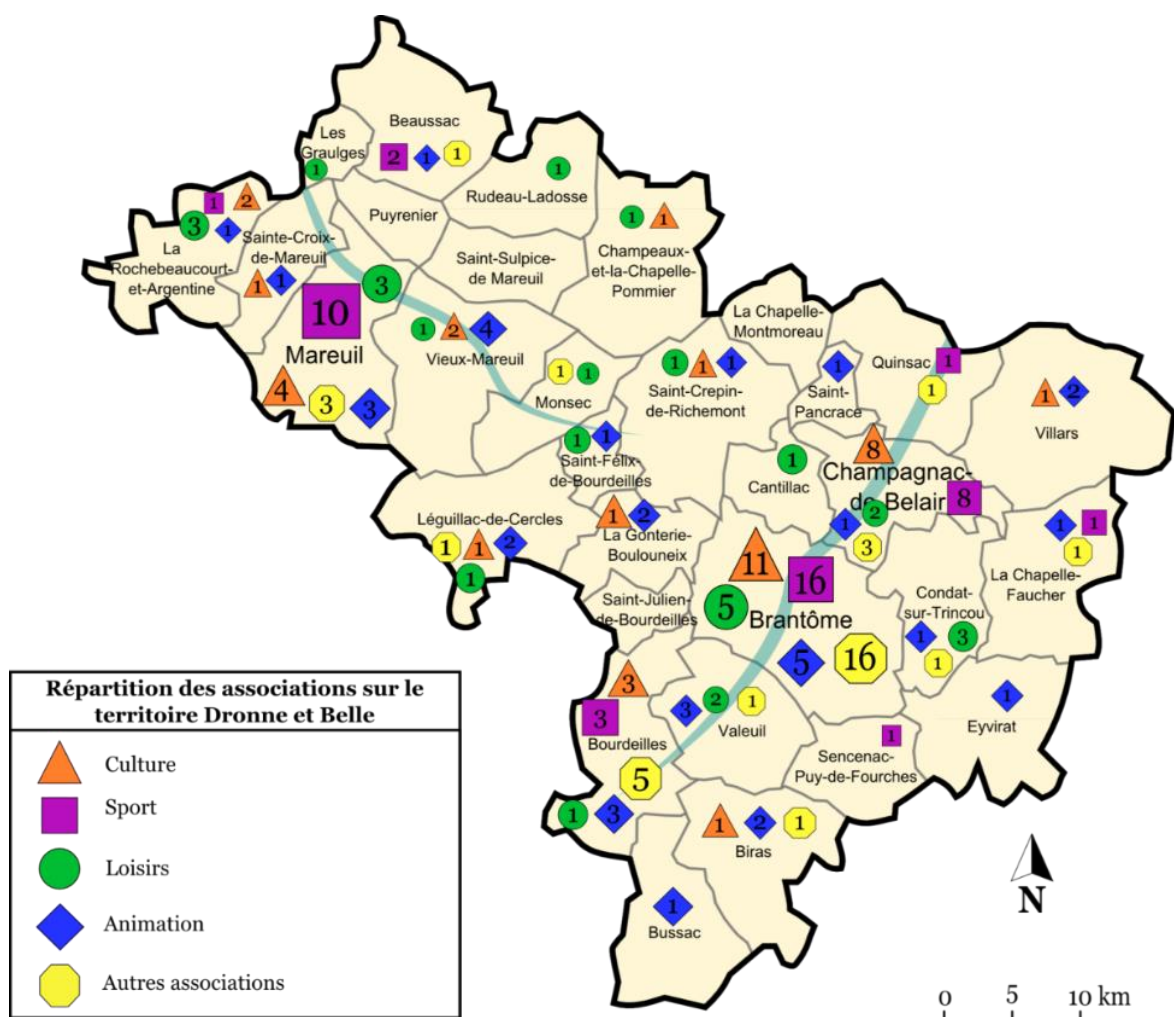 Les
Graulges
1
Beaussac
2 1 1
1
Rudeau-Ladosse
1 2
3 1
La
Rochebeaucourt-
et-Argentine
Sainte-Croix-
de-Mareuil
1 1
Puyrenier
Saint-Sulpice-
de Mareuil
1 1
Champeaux-
et-la-Chapelle-
Pommier
10 3
Mareuil
4 3 3
1 2 4
Vieux-Mareuil
1 1
Monsec
1 1 1
Saint-Crepin-
de-Richemont
La Chapelle-
Montmoreau
1
Saint-
Pancrace
Quinsac 1
1
1 2
Villars
1 1
Saint-Félix-
de-Bourdeilles
1
Cantillac
8
Champagnac-
de-Belair
8
1 2
3
Léguillac-de-Cercles
1 1 2
1
1 2
La Gonterie-
Boulouneix
1 1
1
La Chapelle-
Faucher
11 16
5
Brantôme
5 16
Saint-Julien-
de-Bourdeilles
Condat-
sur-Trincou
1 3
1
3
3
Bourdeilles
5
1 3
3 2 1
Valeuil
1
Sencenac-
Puy-de-Fourches
1
Eyvirat
1 2 1
Biras
1
Bussac
Répartition des associations sur le
territoire Dronne et Belle
Culture
Sport
Loisirs
Animation
Autres associations
N
0 5 10 km